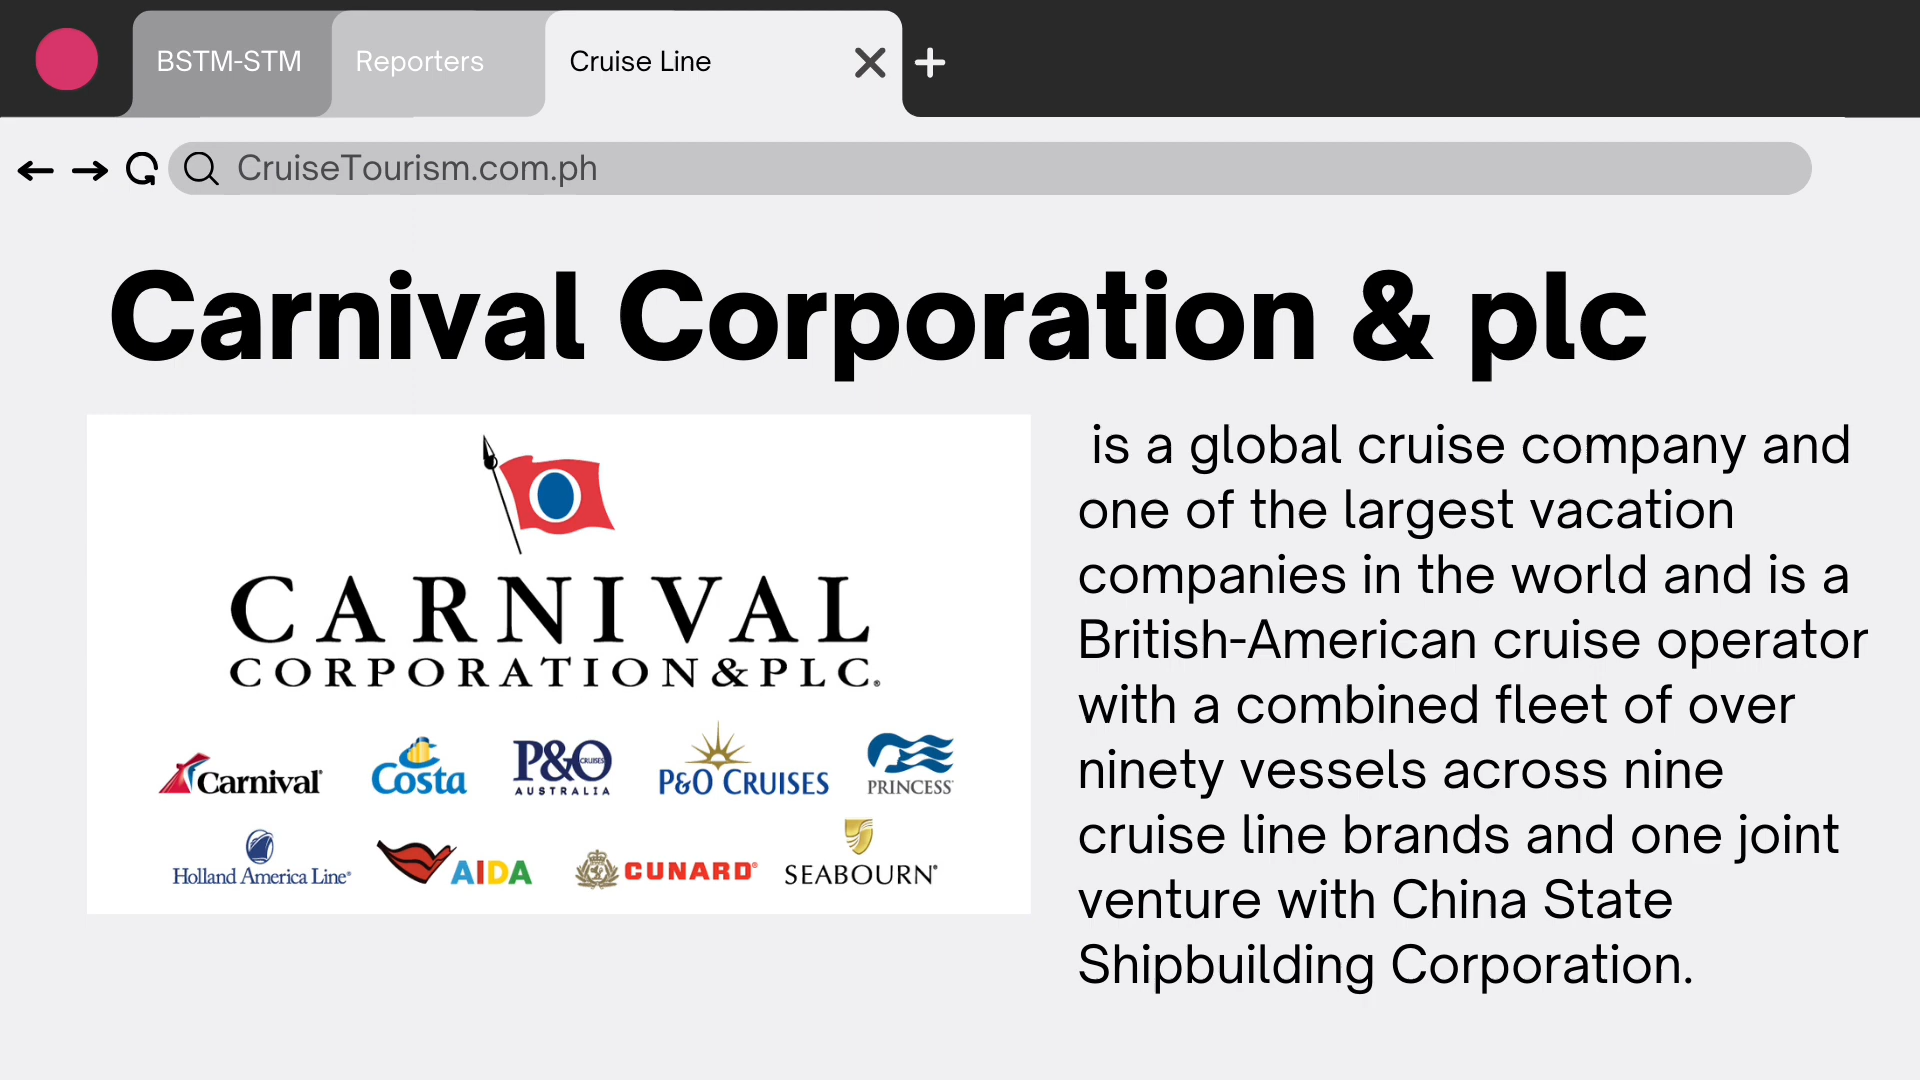 BSTM-STM
Reporters
Cruise Line
CruiseTourism.com.ph
Carnival Corporation & plc
CARNIVAL
CORPORATION&PLC.®
Carnival®
Costa
P&O CRUISES
AUSTRALIA
P&O CRUISES
PRINCESS®
Holland America Line®
AIDA
CUNARD®
SEABOURN®
is a global cruise company and
one of the largest vacation
companies in the world and is a
British-American cruise operator
with a combined fleet of over
ninety vessels across nine
cruise line brands and one joint
venture with China State
Shipbuilding Corporation.